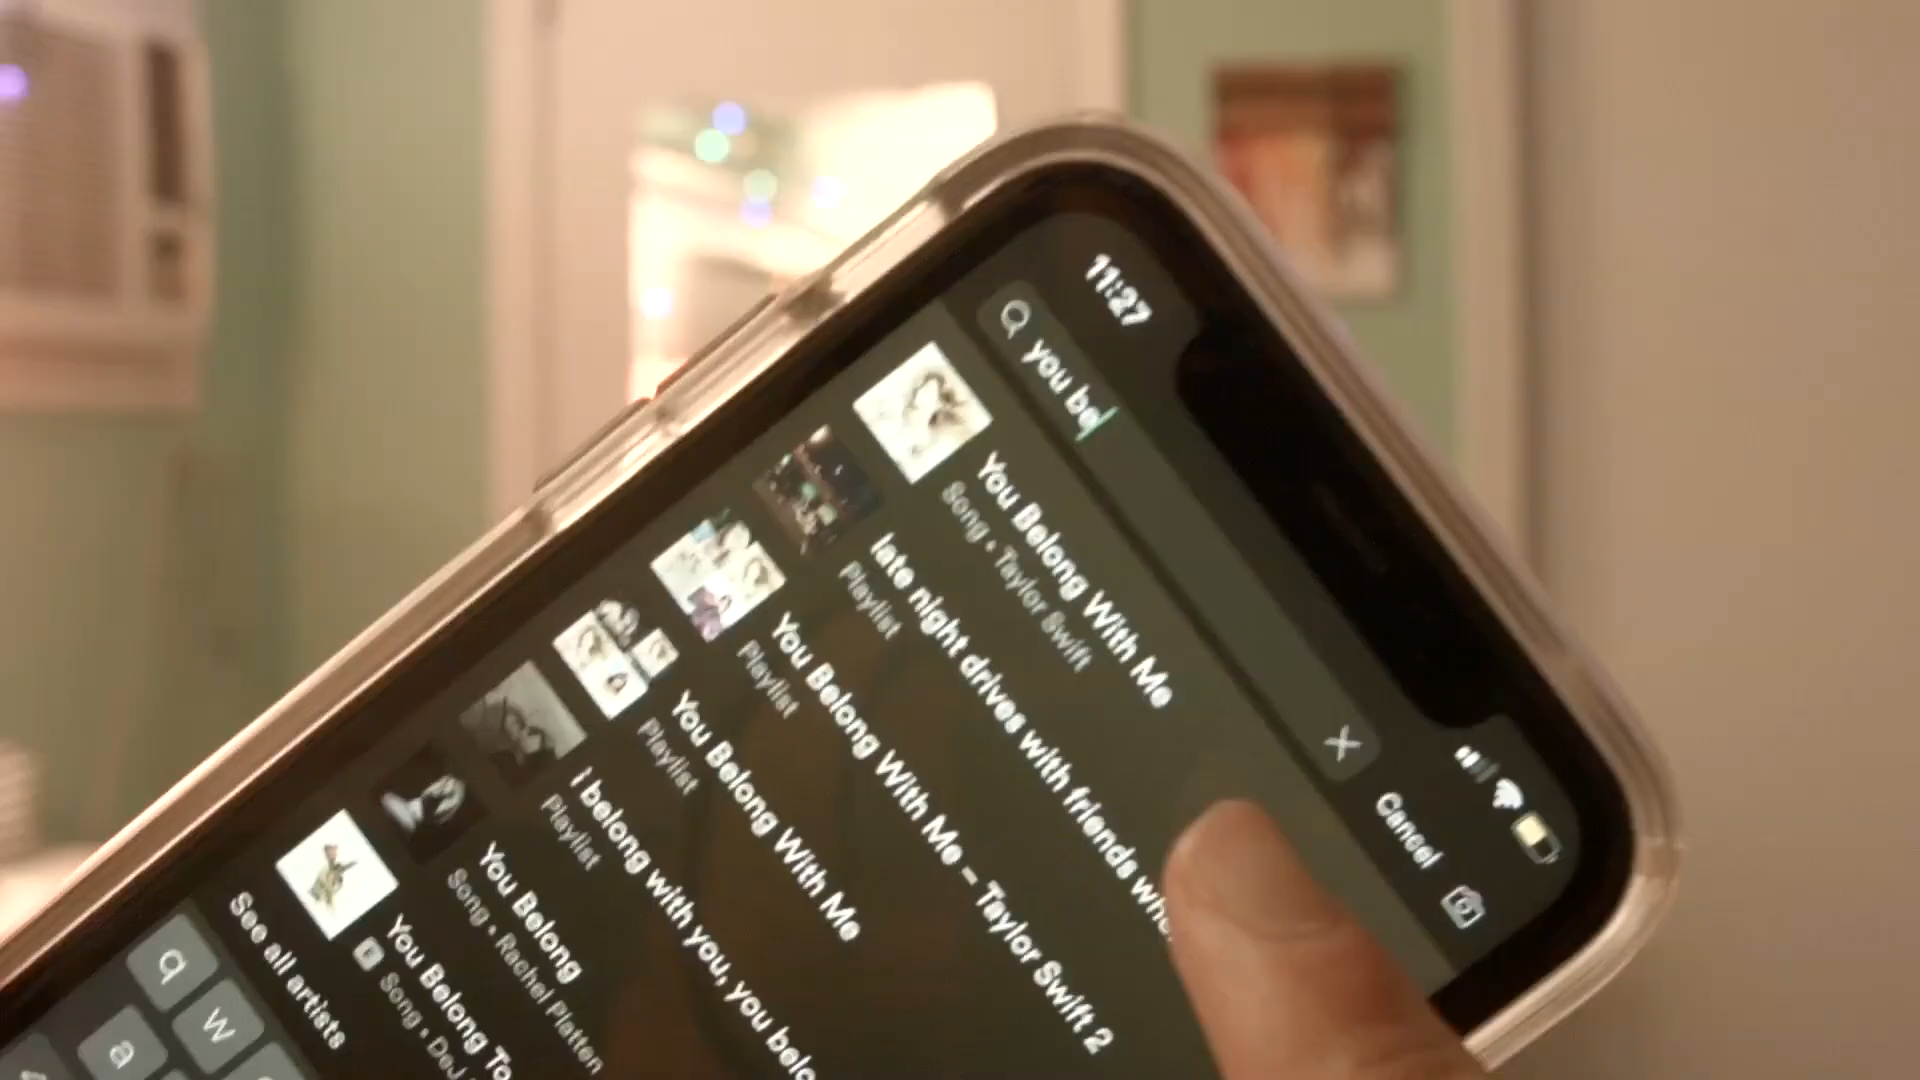 11:27
you be
Cancel
You Belong With Me
Song • Taylor Swift
late night drives with friends
Playlist
You Belong With Me – Taylor Swift 2
Playlist
You Belong With Me
Playlist
i belong with you, you belo
Playlist
You Belong
Song • Rachel Platten
You Belong To
E Song •
See all artists
q
w
a